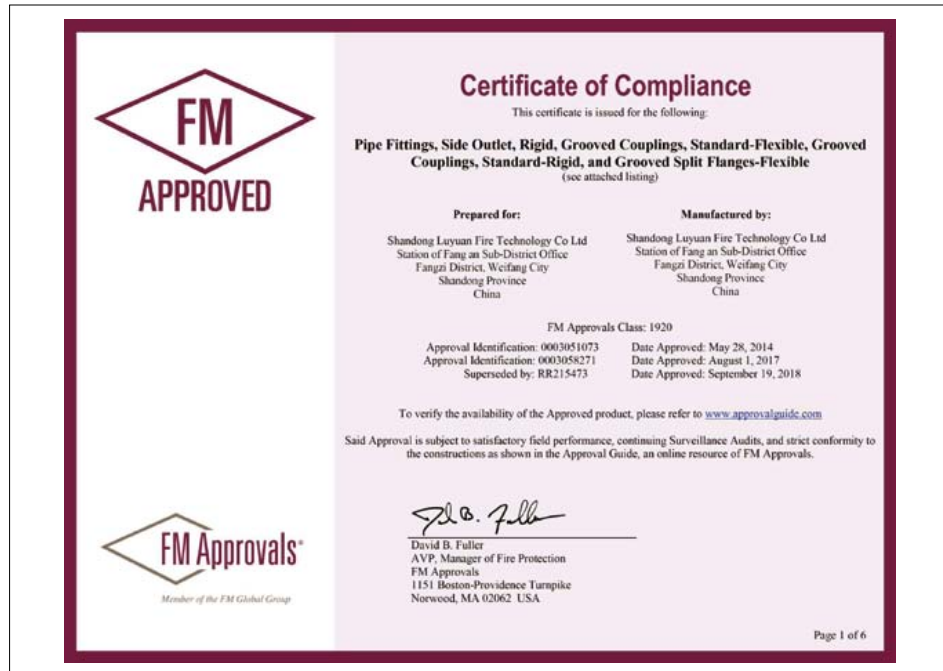 FM
APPROVED
Certificate of Compliance
This certificate is issued for the following:
Pipe Fittings, Side Outlet, Rigid, Grooved Couplings, Standard-Flexible, Grooved
Couplings, Standard-Rigid, and Grooved Split Flanges-Flexible
(see attached listing)
Prepared for:
Shandong Luyuan Fire Technology Co Ltd
Station of Fang an Sub-District Office
Fangzi District, Weifang City
Shandong Province
China
Manufactured by:
Shandong Luyuan Fire Technology Co Ltd
Station of Fang an Sub-District Office
Fangzi District, Weifang City
Shandong Province
China
FM Approvals Class: 1920
Approval Identification: 0003051073 Date Approved: May 28, 2014
Approval Identification: 0003058271 Date Approved: August 1, 2017
Superseded by: RR215473 Date Approved: September 19, 2018
To verify the availability of the Approved product, please refer to www.approvalguide.com
Said Approval is subject to satisfactory field performance, continuing Surveillance Audits, and strict conformity to
the constructions as shown in the Approval Guide, an online resource of FM Approvals.
David B. Fuller
AVP, Manager of Fire Protection
FM Approvals
1151 Boston-Providence Turnpike
Norwood, MA 02062 USA
FM Approvals
Member of the FM Global Group
Page 1 of 6